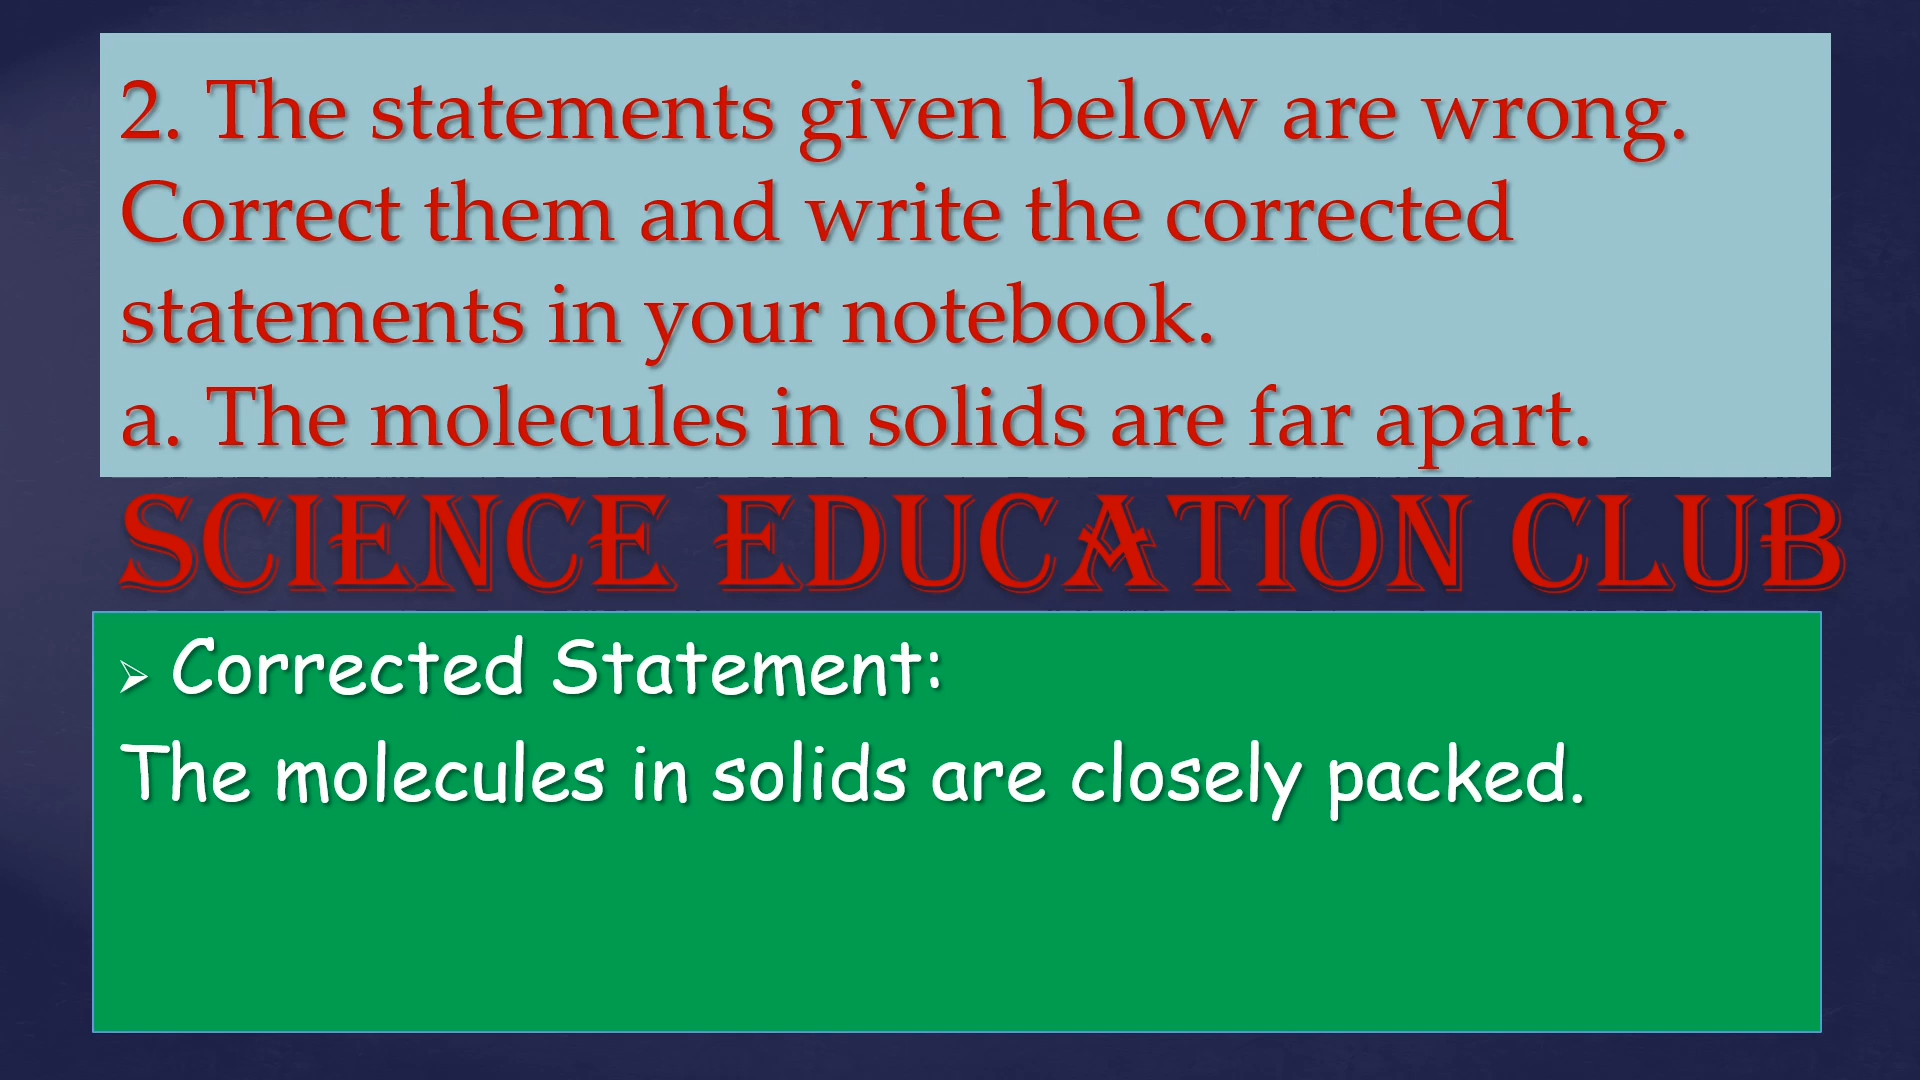 2. The statements given below are wrong.
Correct them and write the corrected
statements in your notebook.
a. The molecules in solids are far apart.
SCIENCE EDUCATION CLUB
➢ Corrected Statement:
The molecules in solids are closely packed.